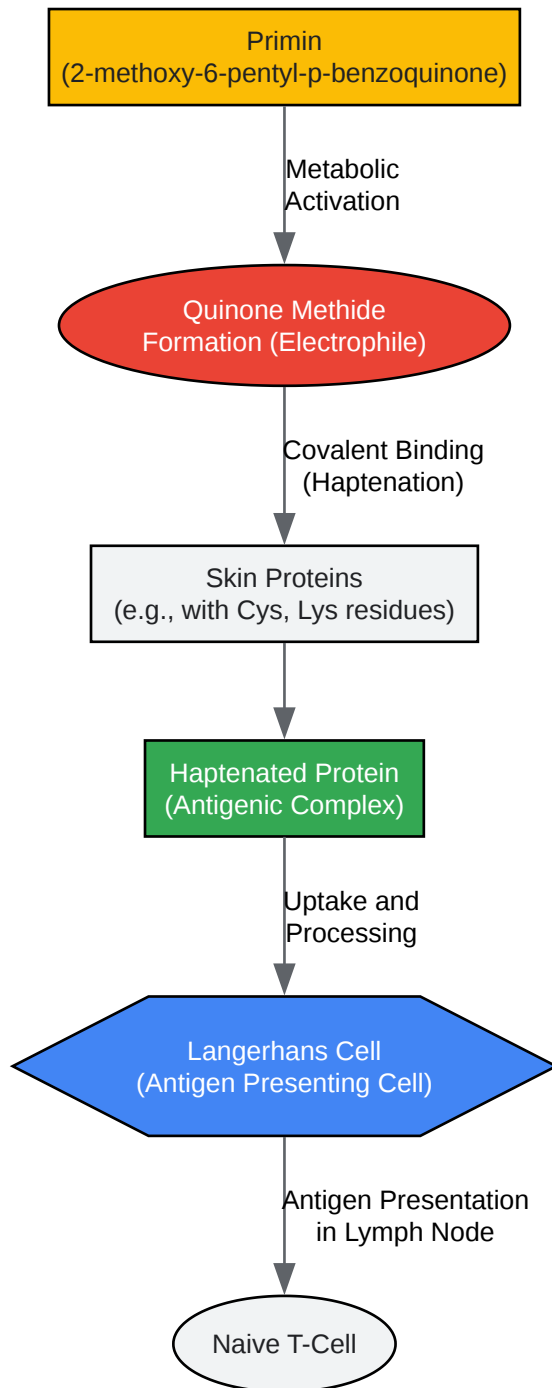 Primin
(2-methoxy-6-pentyl-p-benzoquinone)
Metabolic
Activation
Quinone Methide
Formation (Electrophile)
Covalent Binding
(Haptenation)
Skin Proteins
(e.g., with Cys, Lys residues)
Haptenated Protein
(Antigenic Complex)
Uptake and
Processing
Langerhans Cell
(Antigen Presenting Cell)
Antigen Presentation
in Lymph Node
Naive T-Cell